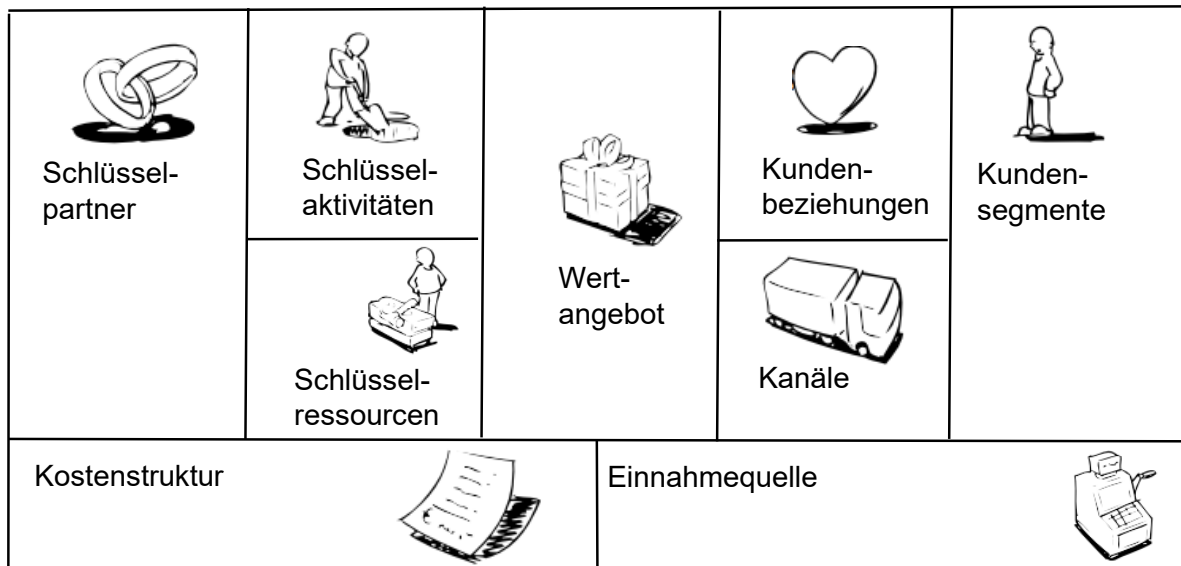 Schlüssel-
partner
Schlüssel-
aktivitäten
Schlüssel-
ressourcen
Wert-
angebot
Kunden-
beziehungen
Kanäle
Kunden-
segmente
Kostenstruktur
Einnahmequelle